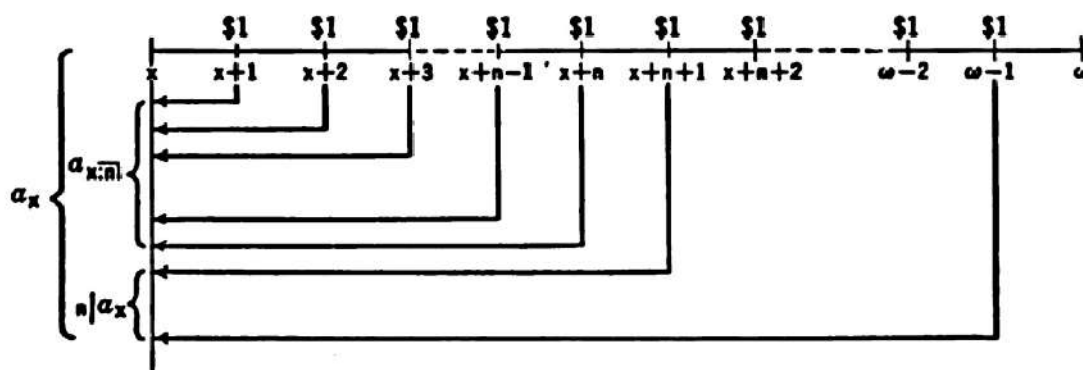 $1 $1 $1 $1 $1 $1 $1 $1 $1
x x+1 x+2 x+3 x+n-1 x+n x+n+1 x+n+2 ω-2 ω-1 ω
a_{x:n̅|}
a_x
n|a_x